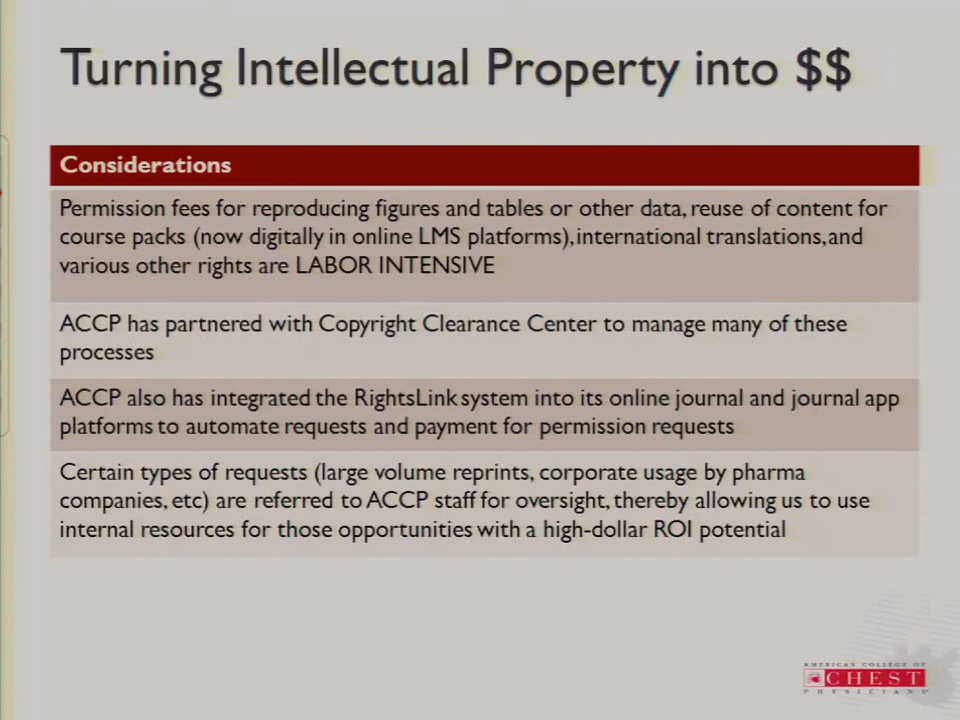 Turning Intellectual Property into $$
Considerations
Permission fees for reproducing figures and tables or other data, reuse of content for
course packs (now digitally in online LMS platforms), international translations, and
various other rights are LABOR INTENSIVE
ACCP has partnered with Copyright Clearance Center to manage many of these
processes
ACCP also has integrated the RightsLink system into its online journal and journal app
platforms to automate requests and payment for permission requests
Certain types of requests (large volume reprints, corporate usage by pharma
companies, etc) are referred to ACCP staff for oversight, thereby allowing us to use
internal resources for those opportunities with a high-dollar ROI potential
AMERICAN COLLEGE OF
CHEST
PHYSICIANS